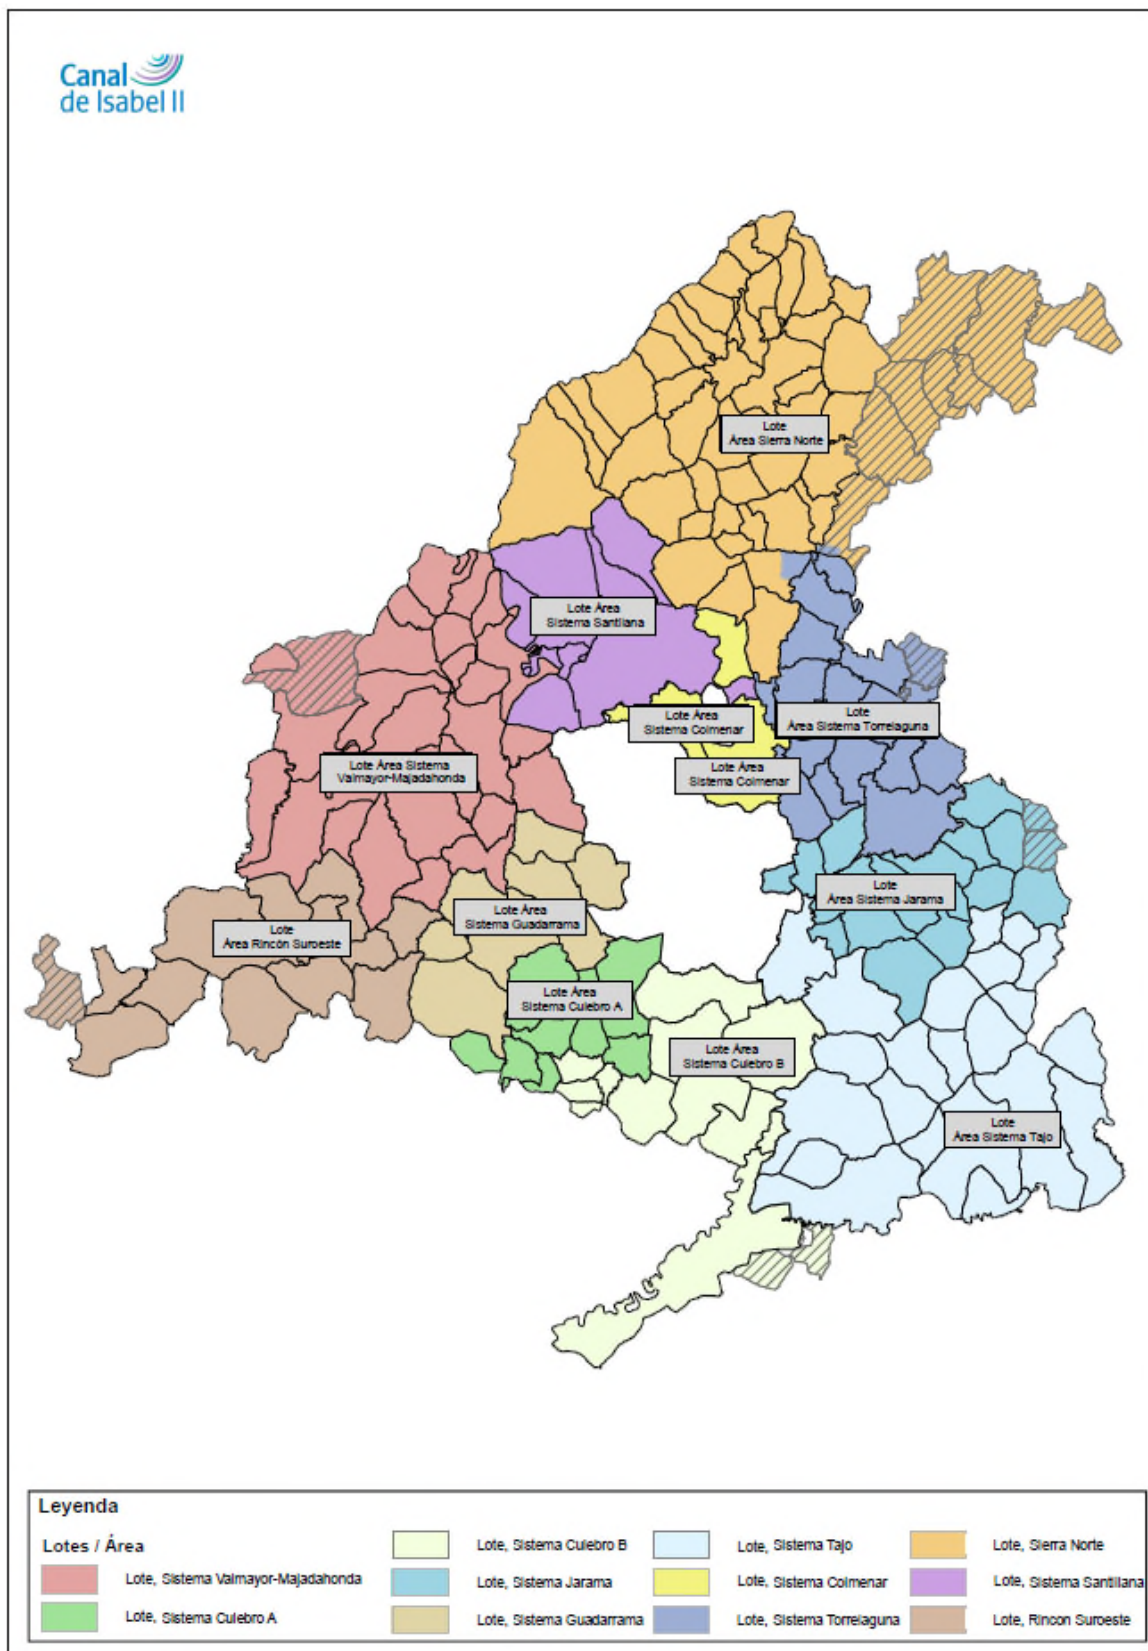 Canal
de Isabel II
Lote
Área Sierra Norte
Lote Área
Sistema Santilana
Lote Área
Sistema Colmenar
Lote
Área Sistema Torrelaguna
Lote Área Sistema
Valmayor-Majadahonda
Lote Área
Sistema Colmenar
Lote
Área Sistema Jarama
Lote Área
Sistema Guadarrama
Lote
Área Rincón Suroeste
Lote Área
Sistema Culebro A
Lote Área
Sistema Culebro B
Lote
Área Sistema Tajo
Leyenda
Lotes / Área
Lote, Sistema Culebro B
Lote, Sistema Tajo
Lote, Sierra Norte
Lote, Sistema Valmayor-Majadahonda
Lote, Sistema Jarama
Lote, Sistema Colmenar
Lote, Sistema Santilana
Lote, Sistema Culebro A
Lote, Sistema Guadarrama
Lote, Sistema Torrelaguna
Lote, Rincon Suroeste